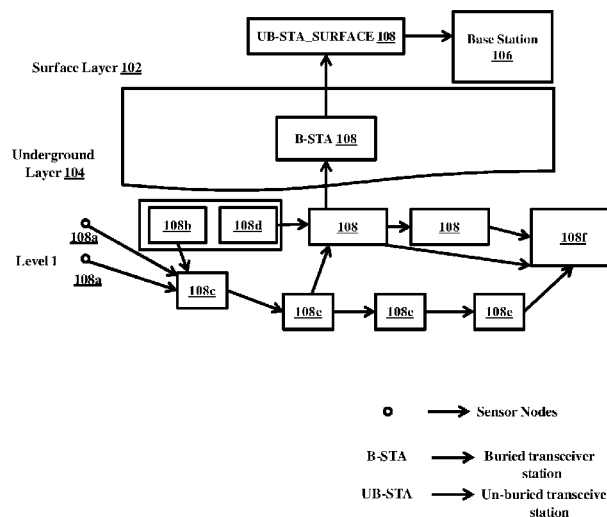 UB-STA_SURFACE 108
Base Station
106
Surface Layer 102
B-STA 108
Underground
Layer 104
108b
108d
108
108
108f
108a
Level 1
108a
108c
108e
108e
108e
Sensor Nodes
B-STA
Buried transceiver
station
UB-STA
Un-buried transceive
station